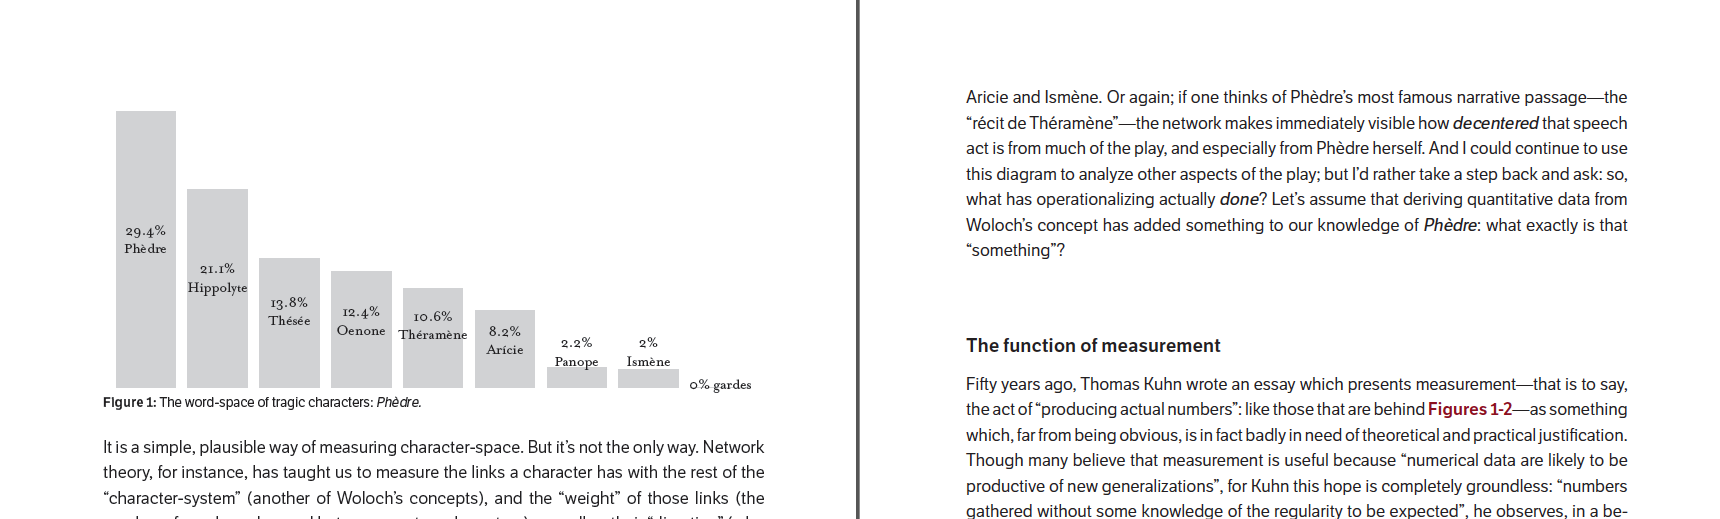 29.4%
Phèdre
21.1%
Hippolyte
13.8%
Thésée
12.4%
Oenone
10.6%
Théramène
8.2%
Arície
2.2%
Panope
2%
Ismène
0% gardes
Figure 1: The word-space of tragic characters: Phèdre.
It is a simple, plausible way of measuring character-space. But it’s not the only way. Network
theory, for instance, has taught us to measure the links a character has with the rest of the
“character-system” (another of Woloch’s concepts), and the “weight” of those links (the
Aricie and Ismène. Or again; if one thinks of Phèdre’s most famous narrative passage—the
“récit de Théramène”—the network makes immediately visible how decentered that speech
act is from much of the play, and especially from Phèdre herself. And I could continue to use
this diagram to analyze other aspects of the play; but I’d rather take a step back and ask: so,
what has operationalizing actually done? Let’s assume that deriving quantitative data from
Woloch’s concept has added something to our knowledge of Phèdre: what exactly is that
“something”?
The function of measurement
Fifty years ago, Thomas Kuhn wrote an essay which presents measurement—that is to say,
the act of “producing actual numbers”: like those that are behind Figures 1-2—as something
which, far from being obvious, is in fact badly in need of theoretical and practical justification.
Though many believe that measurement is useful because “numerical data are likely to be
productive of new generalizations”, for Kuhn this hope is completely groundless: “numbers
gathered without some knowledge of the regularity to be expected”, he observes, in a be-